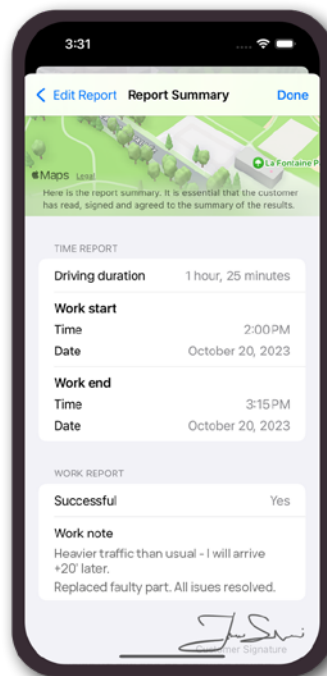 3:31
Edit Report Report Summary Done
La Fontaine P
Maps Legal
Here is the report summary. It is essential that the customer
has read, signed and agreed to the summary of the results.
TIME REPORT
Driving duration 1 hour, 25 minutes
Work start
Time 2:00 PM
Date October 20, 2023
Work end
Time 3:15 PM
Date October 20, 2023
WORK REPORT
Successful Yes
Work note
Heavier traffic than usual - I will arrive
+20' later.
Replaced faulty part. All isues resolved.
Customer Signature